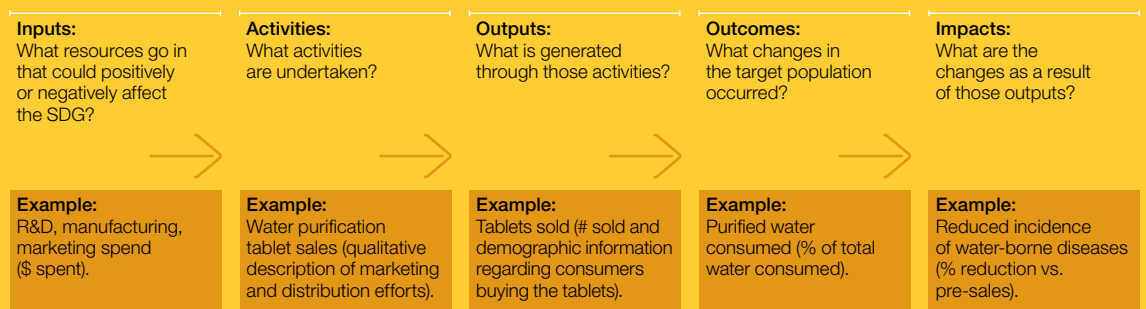 Inputs:
What resources go in
that could positively
or negatively affect
the SDG?
Activities:
What activities
are undertaken?
Outputs:
What is generated
through those activities?
Outcomes:
What changes in
the target population
occurred?
Impacts:
What are the
changes as a result
of those outputs?
Example:
R&D, manufacturing,
marketing spend
($ spent).
Example:
Water purification
tablet sales (qualitative
description of marketing
and distribution efforts).
Example:
Tablets sold (# sold and
demographic information
regarding consumers
buying the tablets).
Example:
Purified water
consumed (% of total
water consumed).
Example:
Reduced incidence
of water-borne diseases
(% reduction vs.
pre-sales).